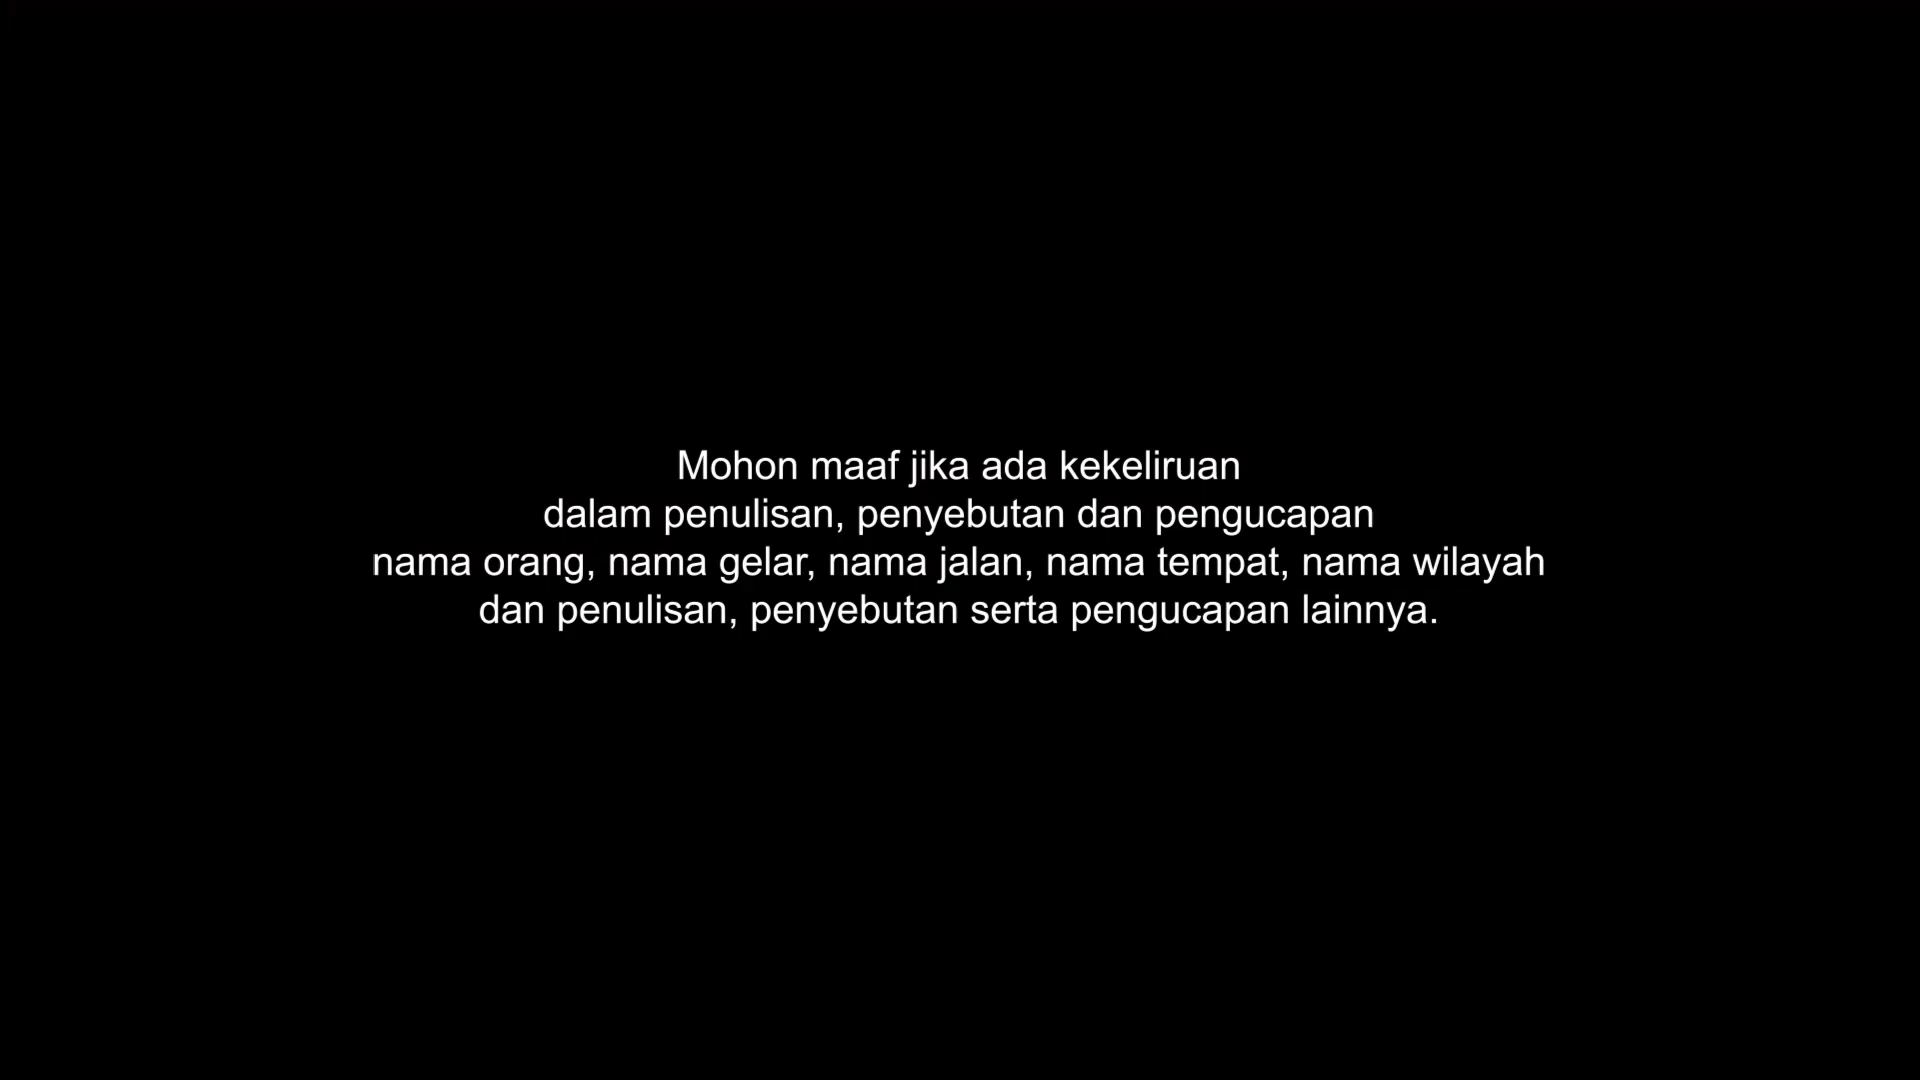 Mohon maaf jika ada kekeliruan
dalam penulisan, penyebutan dan pengucapan
nama orang, nama gelar, nama jalan, nama tempat, nama wilayah
dan penulisan, penyebutan serta pengucapan lainnya.